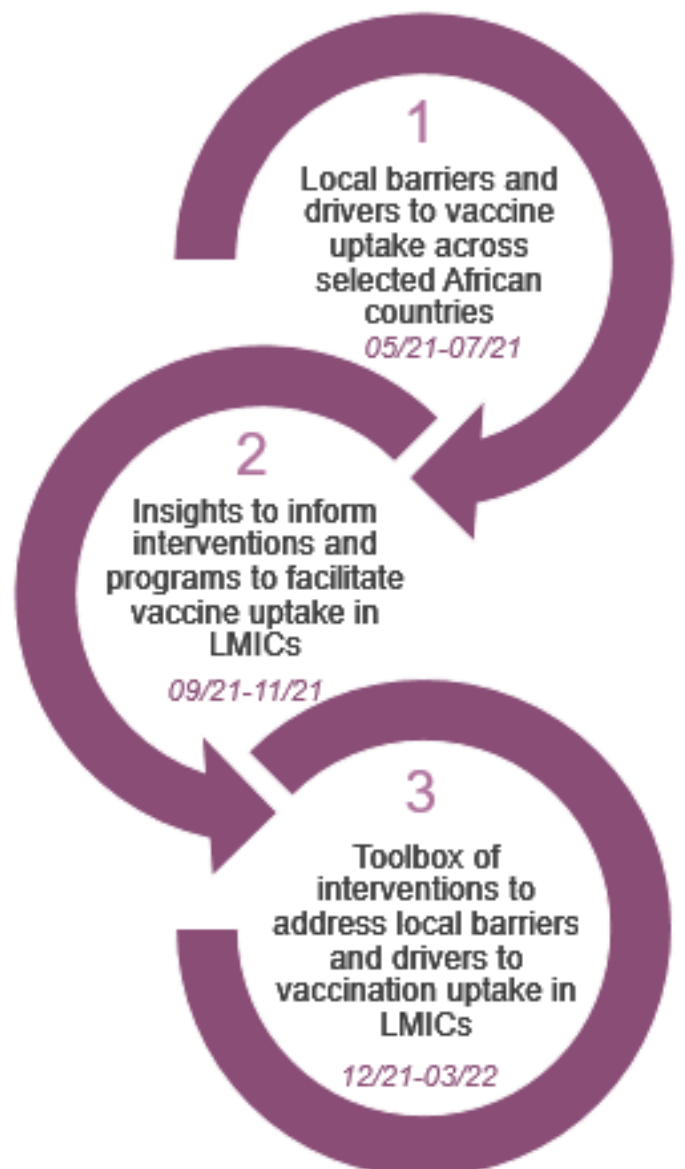 1
Local barriers and
drivers to vaccine
uptake across
selected African
countries
05/21-07/21
2
Insights to inform
interventions and
programs to facilitate
vaccine uptake in
LMICs
09/21-11/21
3
Toolbox of
interventions to
address local barriers
and drivers to
vaccination uptake in
LMICs
12/21-03/22